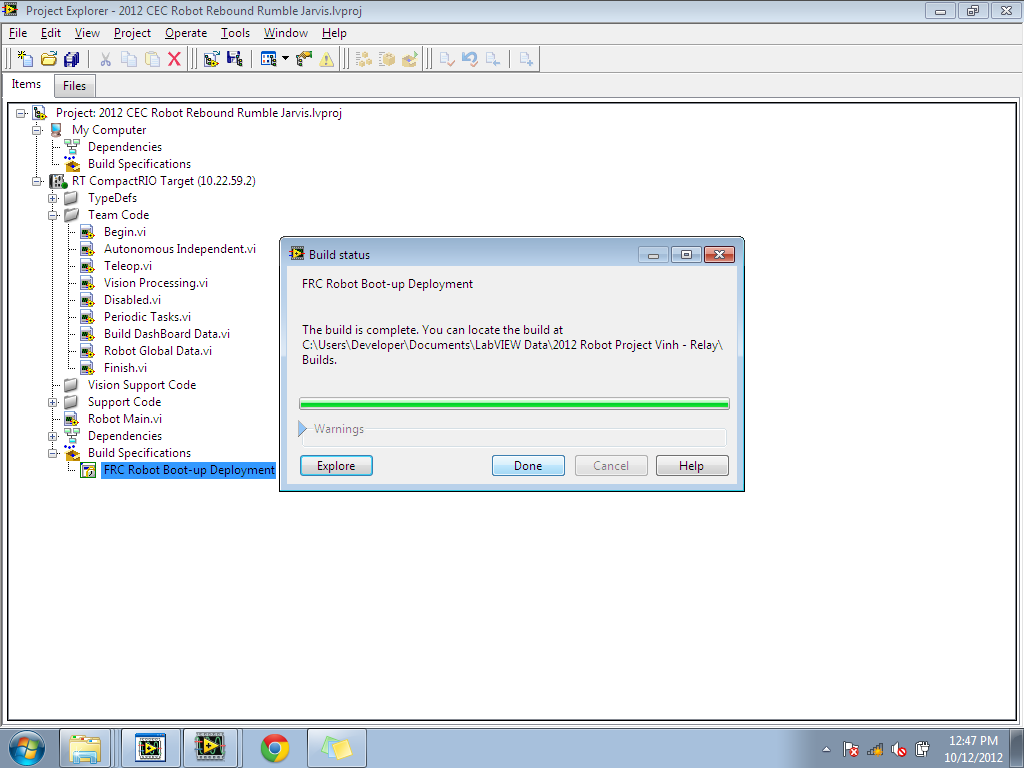 Project Explorer - 2012 CEC Robot Rebound Rumble Jarvis.lvproj
File Edit View Project Operate Tools Window Help
Items Files
Project: 2012 CEC Robot Rebound Rumble Jarvis.lvproj
My Computer
Dependencies
Build Specifications
RT CompactRIO Target (10.22.59.2)
TypeDefs
Team Code
Begin.vi
Autonomous Independent.vi
Teleop.vi
Vision Processing.vi
Disabled.vi
Periodic Tasks.vi
Build DashBoard Data.vi
Robot Global Data.vi
Finish.vi
Vision Support Code
Support Code
Robot Main.vi
Dependencies
Build Specifications
FRC Robot Boot-up Deployment
Build status
FRC Robot Boot-up Deployment
The build is complete. You can locate the build at
C:\Users\Developer\Documents\LabVIEW Data\2012 Robot Project Vinh - Relay\
Builds.
Warnings
Explore Done Cancel Help
12:47 PM
10/12/2012